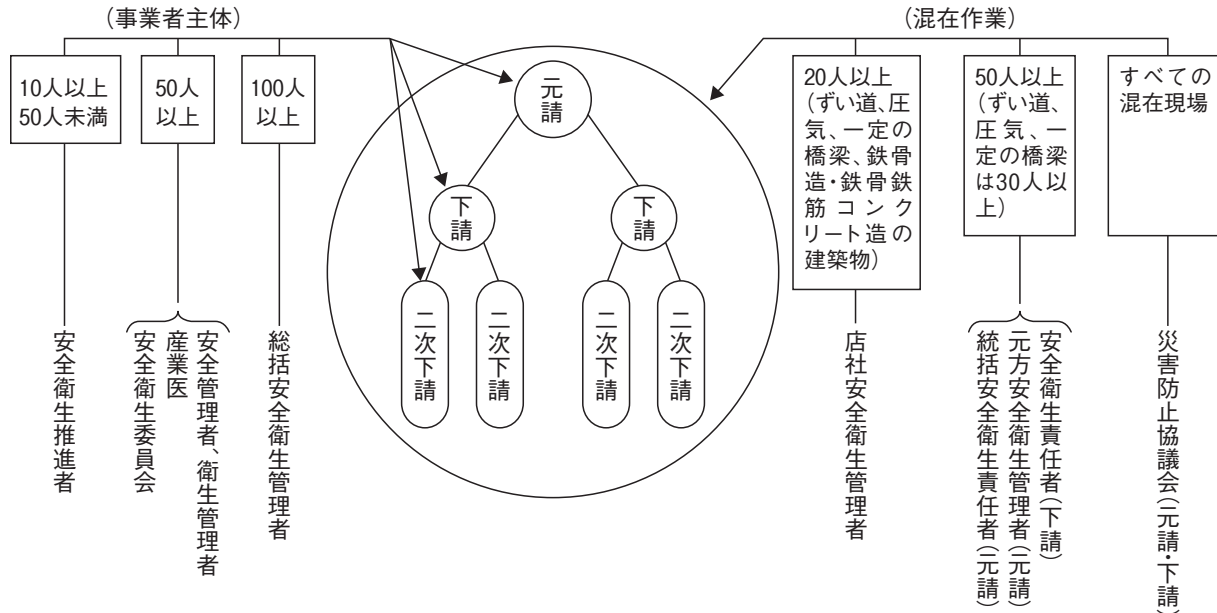 （事業者主体）
10人以上
50人未満
50人
以上
100人
以上
安全衛生推進者
安全管理者、衛生管理者
産業医
安全衛生委員会
総括安全衛生管理者
元請
下請
下請
二次下請
二次下請
二次下請
二次下請
（混在作業）
20人以上
（ずい道、圧
気、一定の
橋梁、鉄骨
造・鉄骨鉄
筋コンク
リート造の
建築物）
50人以上
（ずい道、
圧気、一
定の橋梁
は30人以
上）
すべての
混在現場
店社安全衛生管理者
安全衛生責任者（下請）
元方安全衛生管理者（元請）
統括安全衛生責任者（元請）
災害防止協議会（元請・下請）